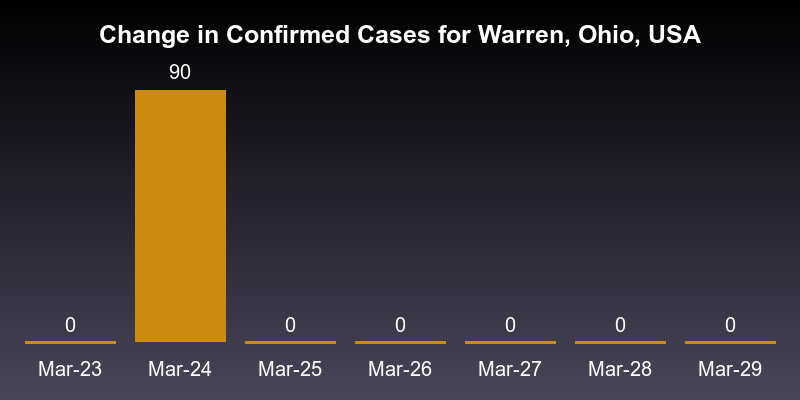 Change in Confirmed Cases for Warren, Ohio, USA
90
0 0 0 0 0 0
Mar-23 Mar-24 Mar-25 Mar-26 Mar-27 Mar-28 Mar-29